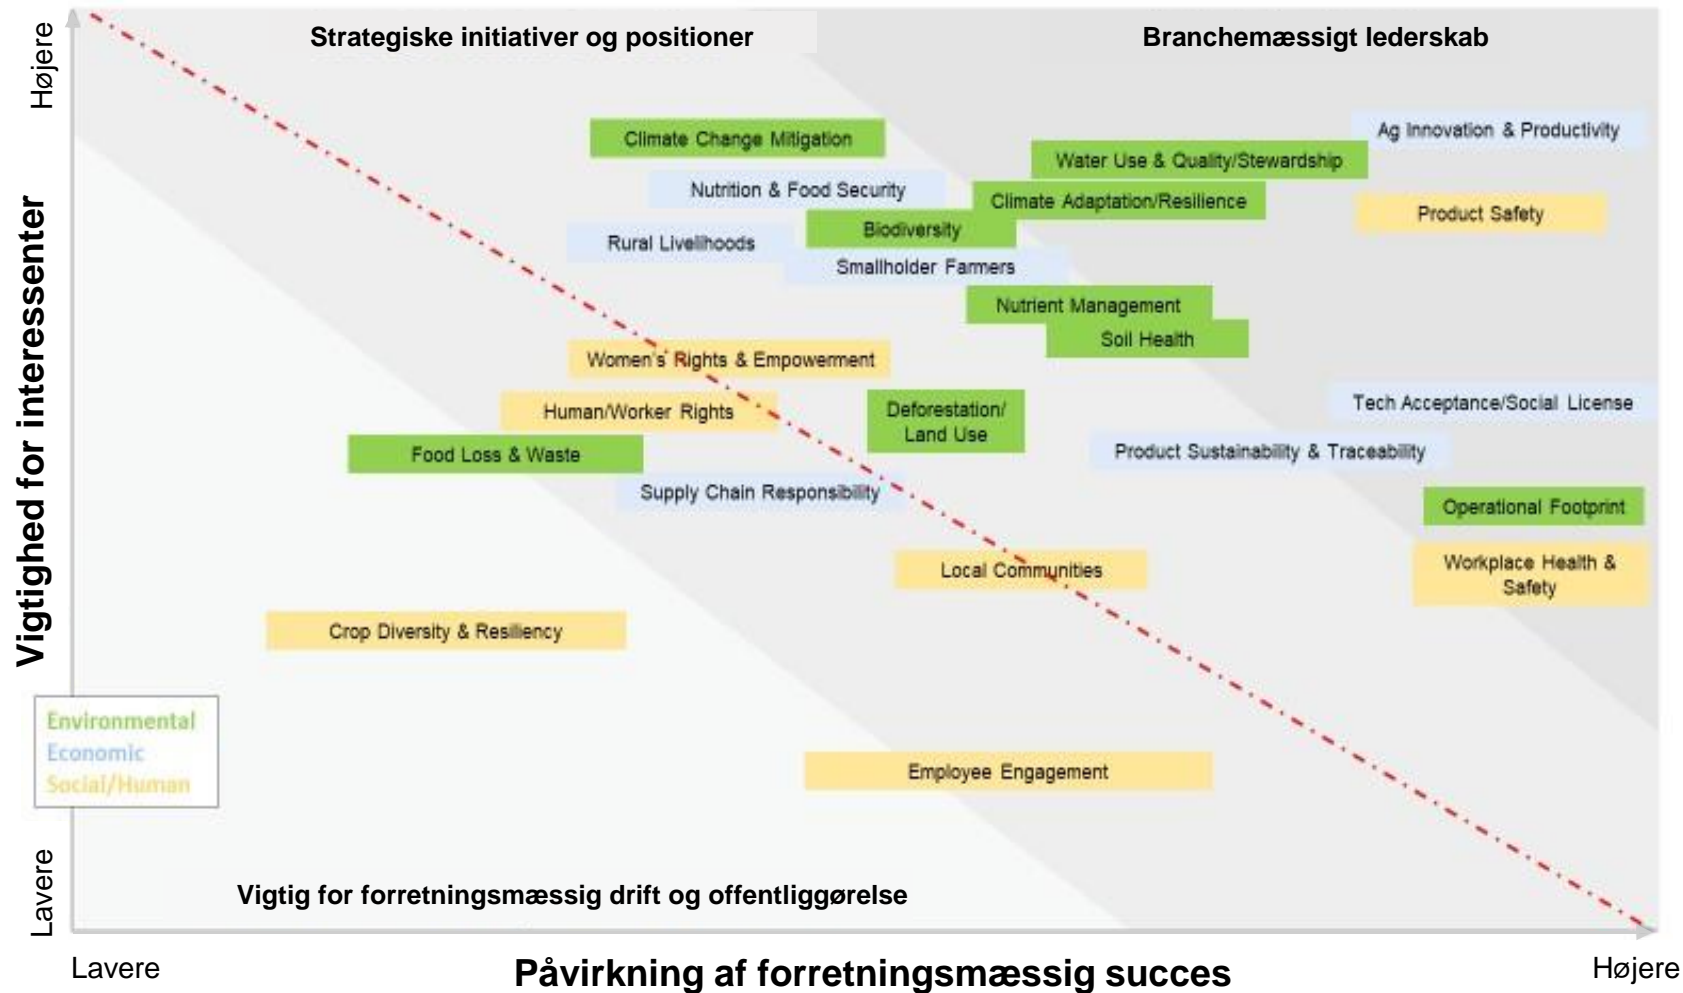 Strategiske initiativer og positioner
Branchemæssigt lederskab
Højere
Vigtighed for interessenter
Lavere
Climate Change Mitigation
Ag Innovation & Productivity
Water Use & Quality/Stewardship
Nutrition & Food Security
Climate Adaptation/Resilience
Product Safety
Biodiversity
Rural Livelihoods
Smallholder Farmers
Nutrient Management
Soil Health
Women's Rights & Empowerment
Human/Worker Rights
Deforestation/
Land Use
Tech Acceptance/Social License
Food Loss & Waste
Product Sustainability & Traceability
Supply Chain Responsibility
Operational Footprint
Local Communities
Workplace Health &
Safety
Crop Diversity & Resiliency
Environmental
Economic
Social/Human
Employee Engagement
Vigtig for forretningsmæssig drift og offentliggørelse
Lavere
Påvirkning af forretningsmæssig succes
Højere